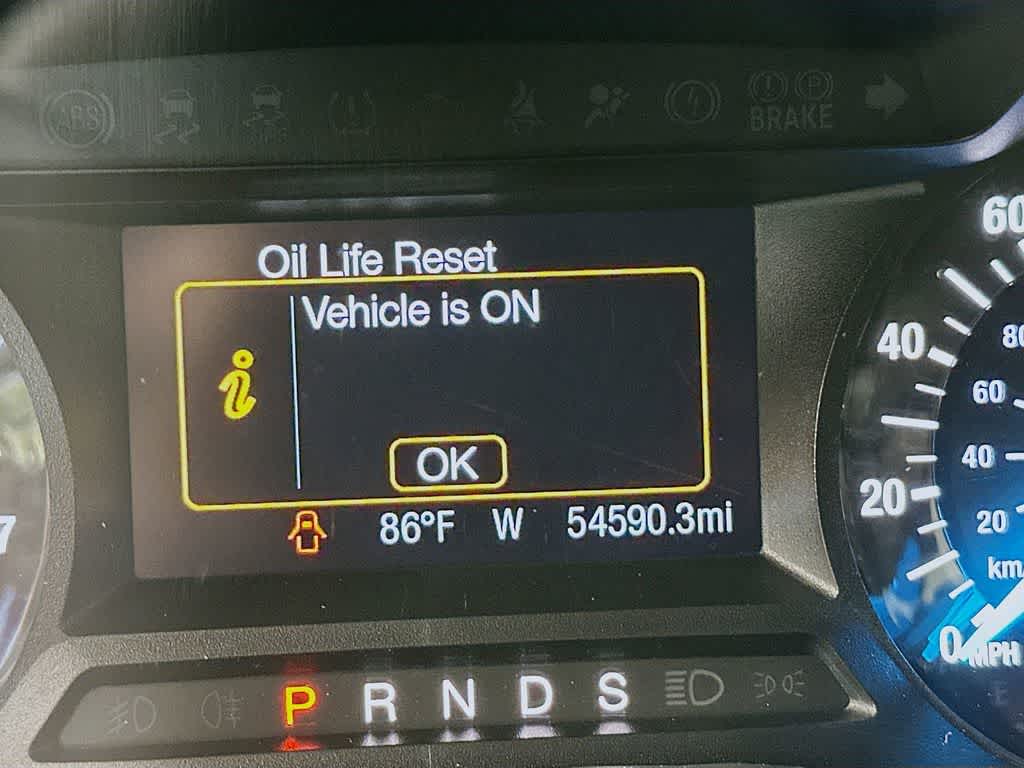 ABS
BRAKE
Oil Life Reset
Vehicle is ON
i
OK
86°F W 54590.3mi
P R N D S
7
60
40
20
0
MPH
80
60
40
20
km/
E